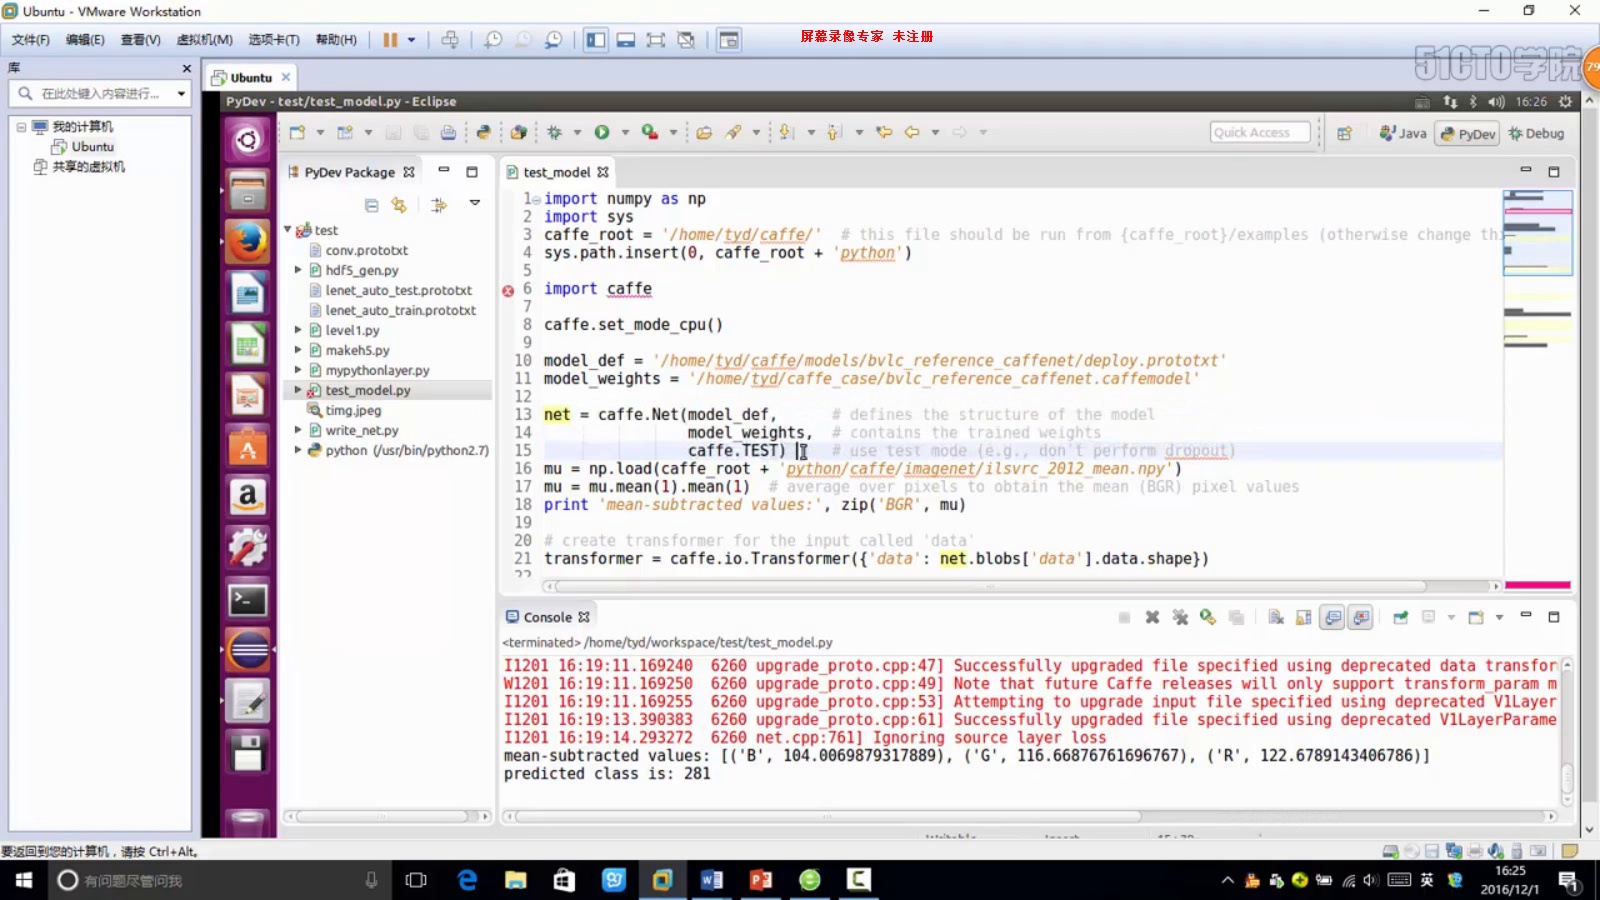 Ubuntu - VMware Workstation
文件(F) 编辑(E) 查看(V) 虚拟机(M) 选项卡(T) 帮助(H)
屏幕录像专家 未注册
51CTO学院
79
库
在此处键入内容进行...
我的计算机
Ubuntu
共享的虚拟机
Ubuntu
PyDev - test/test_model.py - Eclipse
16:26
Quick Access
Java
PyDev
Debug
PyDev Package
test
conv.prototxt
hdf5_gen.py
lenet_auto_test.prototxt
lenet_auto_train.prototxt
level1.py
makeh5.py
mypythonlayer.py
test_model.py
timg.jpeg
write_net.py
python (/usr/bin/python2.7)
test_model
1 import numpy as np
2 import sys
3 caffe_root = '/home/tyd/caffe/' # this file should be run from {caffe_root}/examples (otherwise change thi
4 sys.path.insert(0, caffe_root + 'python')
5
6 import caffe
7
8 caffe.set_mode_cpu()
9
10 model_def = '/home/tyd/caffe/models/bvlc_reference_caffenet/deploy.prototxt'
11 model_weights = '/home/tyd/caffe_case/bvlc_reference_caffenet.caffemodel'
12
13 net = caffe.Net(model_def, # defines the structure of the model
14 model_weights, # contains the trained weights
15 caffe.TEST) # use test mode (e.g., don't perform dropout)
16 mu = np.load(caffe_root + 'python/caffe/imagenet/ilsvrc_2012_mean.npy')
17 mu = mu.mean(1).mean(1) # average over pixels to obtain the mean (BGR) pixel values
18 print 'mean-subtracted values:', zip('BGR', mu)
19
20 # create transformer for the input called 'data'
21 transformer = caffe.io.Transformer({'data': net.blobs['data'].data.shape})
22
Console
<terminated> /home/tyd/workspace/test/test_model.py
I1201 16:19:11.169240 6260 upgrade_proto.cpp:47] Successfully upgraded file specified using deprecated data transfor
W1201 16:19:11.169250 6260 upgrade_proto.cpp:49] Note that future Caffe releases will only support transform_param m
I1201 16:19:11.169255 6260 upgrade_proto.cpp:53] Attempting to upgrade input file specified using deprecated V1Layer
I1201 16:19:13.390383 6260 upgrade_proto.cpp:61] Successfully upgraded file specified using deprecated V1LayerParame
I1201 16:19:14.293272 6260 net.cpp:761] Ignoring source layer loss
mean-subtracted values: [('B', 104.0069879317889), ('G', 116.66876761696767), ('R', 122.6789143406786)]
predicted class is: 281
要返回到您的计算机，请按 Ctrl+Alt。
有问题尽管问我
英
16:25
2016/12/1
1